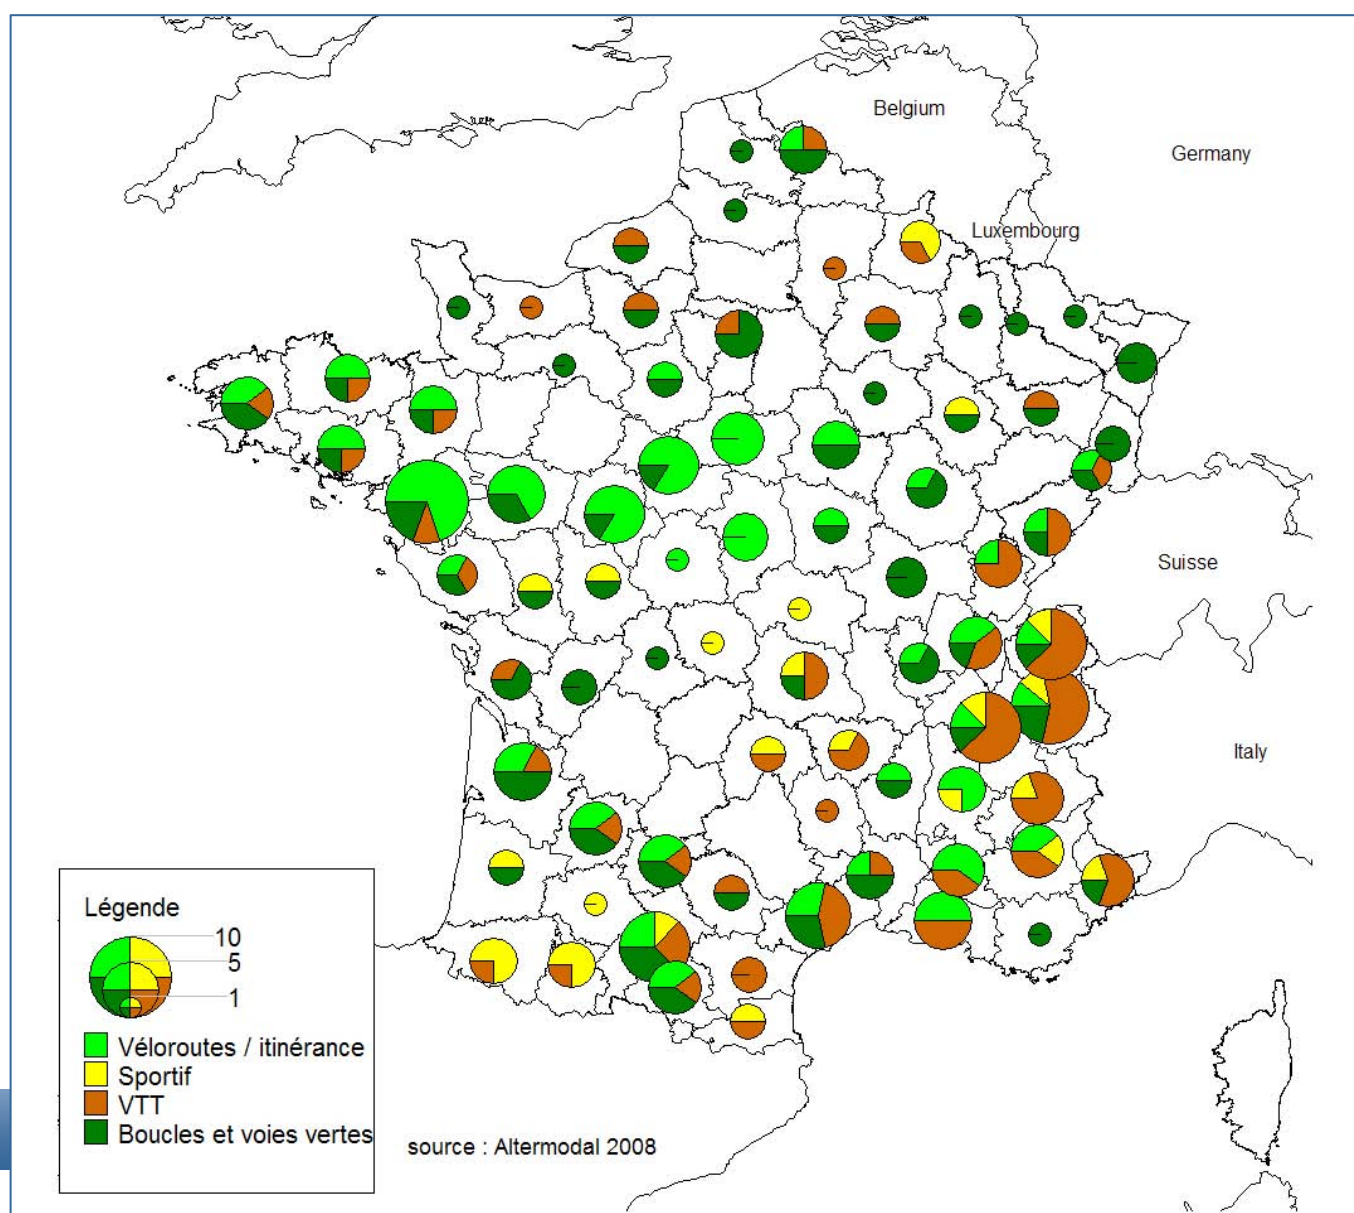 Belgium
Germany
Luxembourg
Suisse
Italy
Légende
10
5
1
Véloroutes / itinérance
Sportif
VTT
Boucles et voies vertes
source : Altermodal 2008